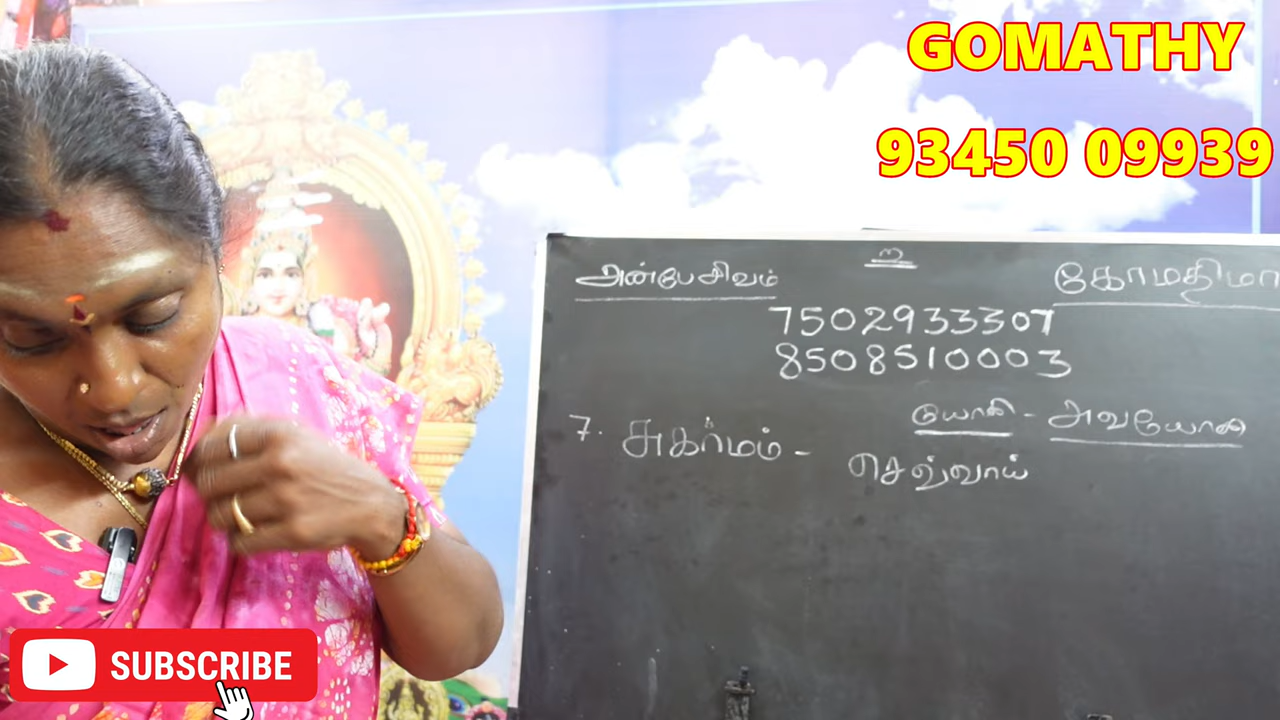 GOMATHY
93450 09939
உ
அன்பே சிவம்
கோமதிமா
7502933307
8508510003
யோகி - அவயோகி
7. சுகர்மம் -
செவ்வாய்
SUBSCRIBE